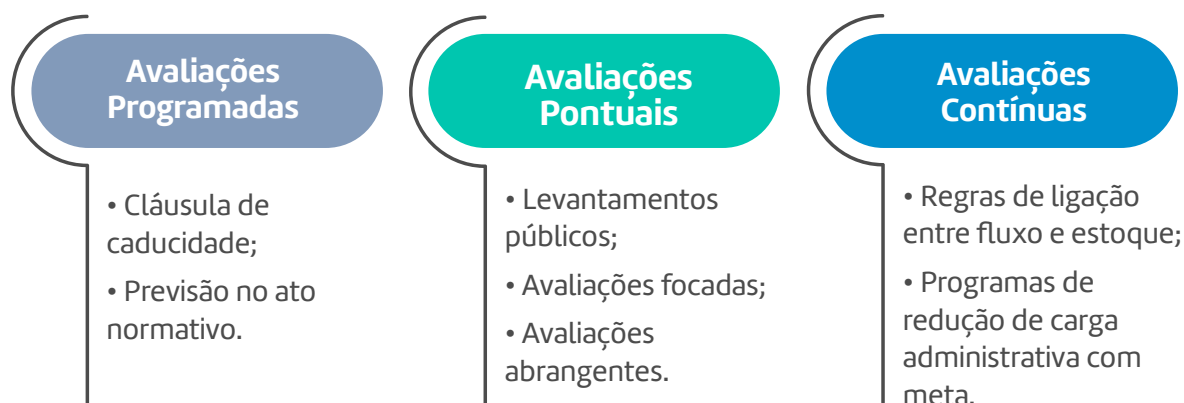 Avaliações
Programadas
• Cláusula de
caducidade;
• Previsão no ato
normativo.
Avaliações
Pontuais
• Levantamentos
públicos;
• Avaliações focadas;
• Avaliações
abrangentes.
Avaliações
Contínuas
• Regras de ligação
entre fluxo e estoque;
• Programas de
redução de carga
administrativa com
meta.